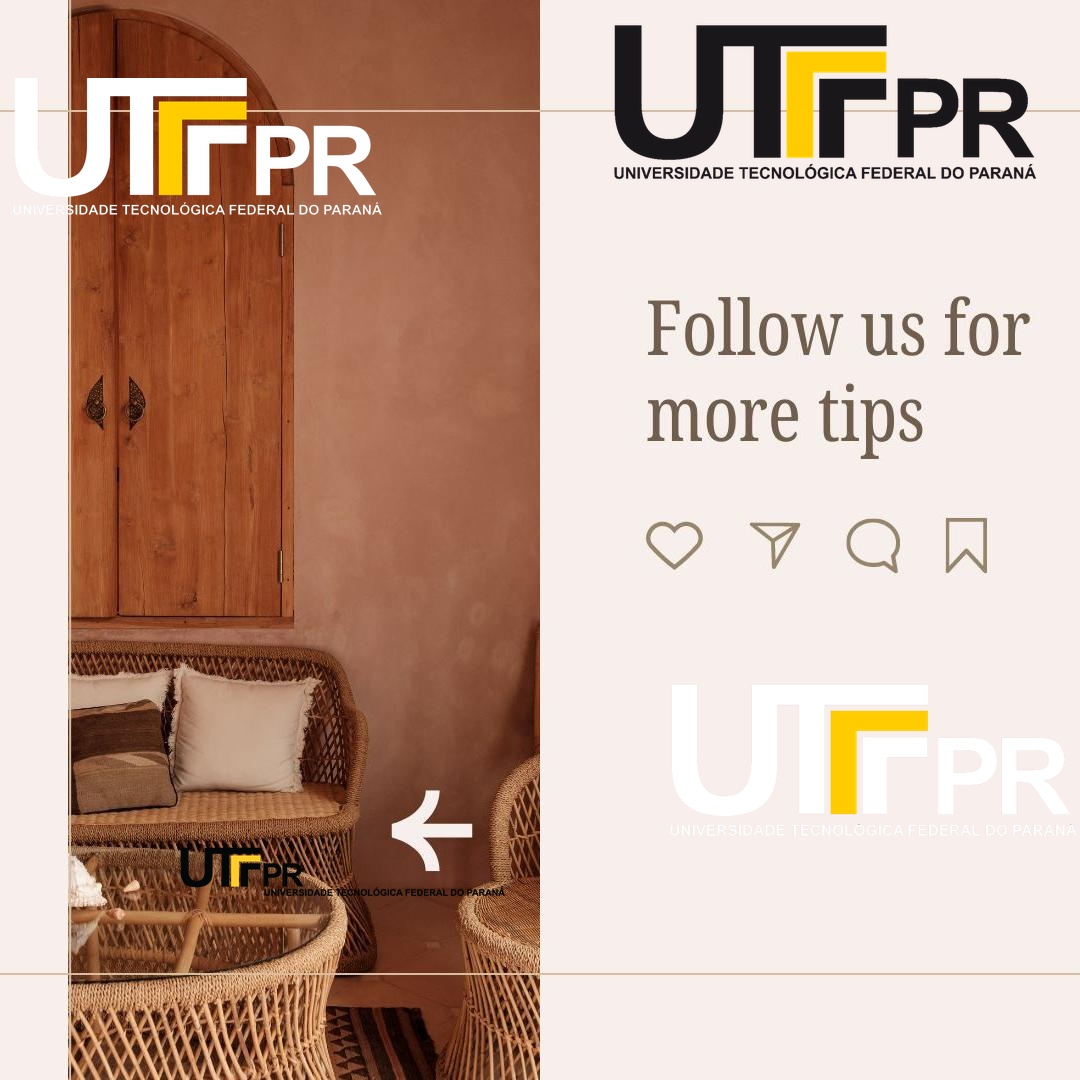 UTFPR
UNIVERSIDADE TECNOLÓGICA FEDERAL DO PARANÁ
UTFPR
UNIVERSIDADE TECNOLÓGICA FEDERAL DO PARANÁ
Follow us for
more tips
UTFPR
UNIVERSIDADE TECNOLÓGICA FEDERAL DO PARANÁ
UTFPR
UNIVERSIDADE TECNOLÓGICA FEDERAL DO PARANÁ